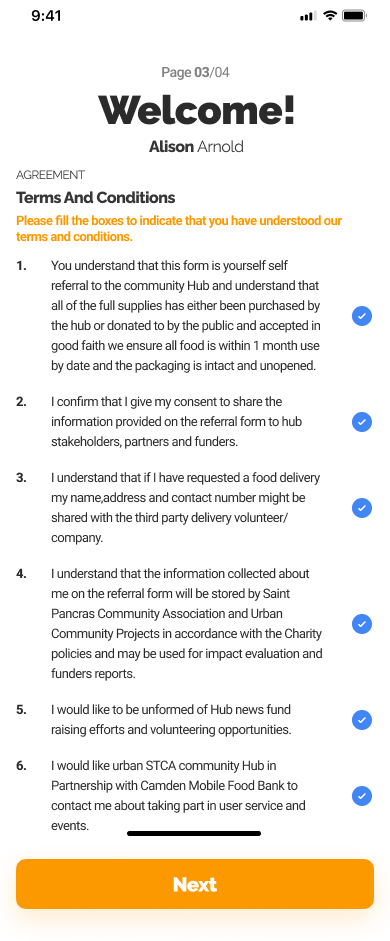 9:41
Page 03/04
Welcome!
Alison Arnold
AGREEMENT
Terms And Conditions
Please fill the boxes to indicate that you have understood our
terms and conditions.
1. You understand that this form is yourself self
referral to the community Hub and understand that
all of the full supplies has either been purchased by
the hub or donated to by the public and accepted in
good faith we ensure all food is within 1 month use
by date and the packaging is intact and unopened.
2. I confirm that I give my consent to share the
information provided on the referral form to hub
stakeholders, partners and funders.
3. I understand that if I have requested a food delivery
my name,address and contact number might be
shared with the third party delivery volunteer/
company.
4. I understand that the information collected about
me on the referral form will be stored by Saint
Pancras Community Association and Urban
Community Projects in accordance with the Charity
policies and may be used for impact evaluation and
funders reports.
5. I would like to be unformed of Hub news fund
raising efforts and volunteering opportunities.
6. I would like urban STCA community Hub in
Partnership with Camden Mobile Food Bank to
contact me about taking part in user service and
events.
Next